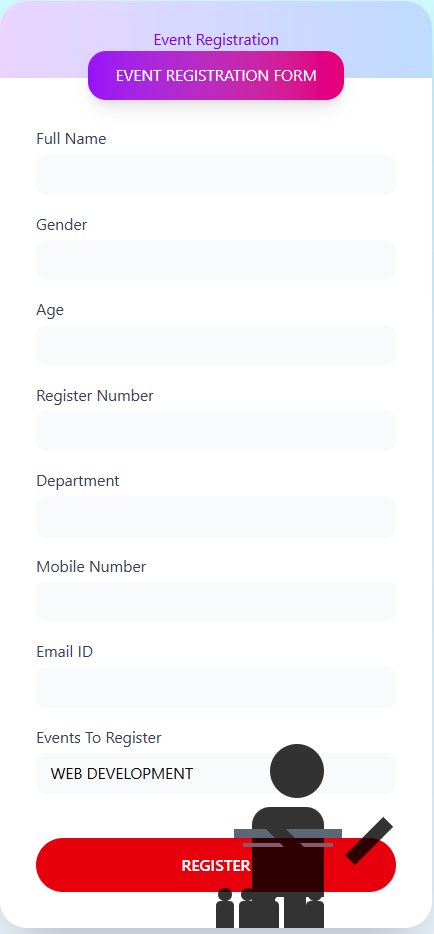 Event Registration
EVENT REGISTRATION FORM
Full Name
Gender
Age
Register Number
Department
Mobile Number
Email ID
Events To Register
WEB DEVELOPMENT
REGISTER